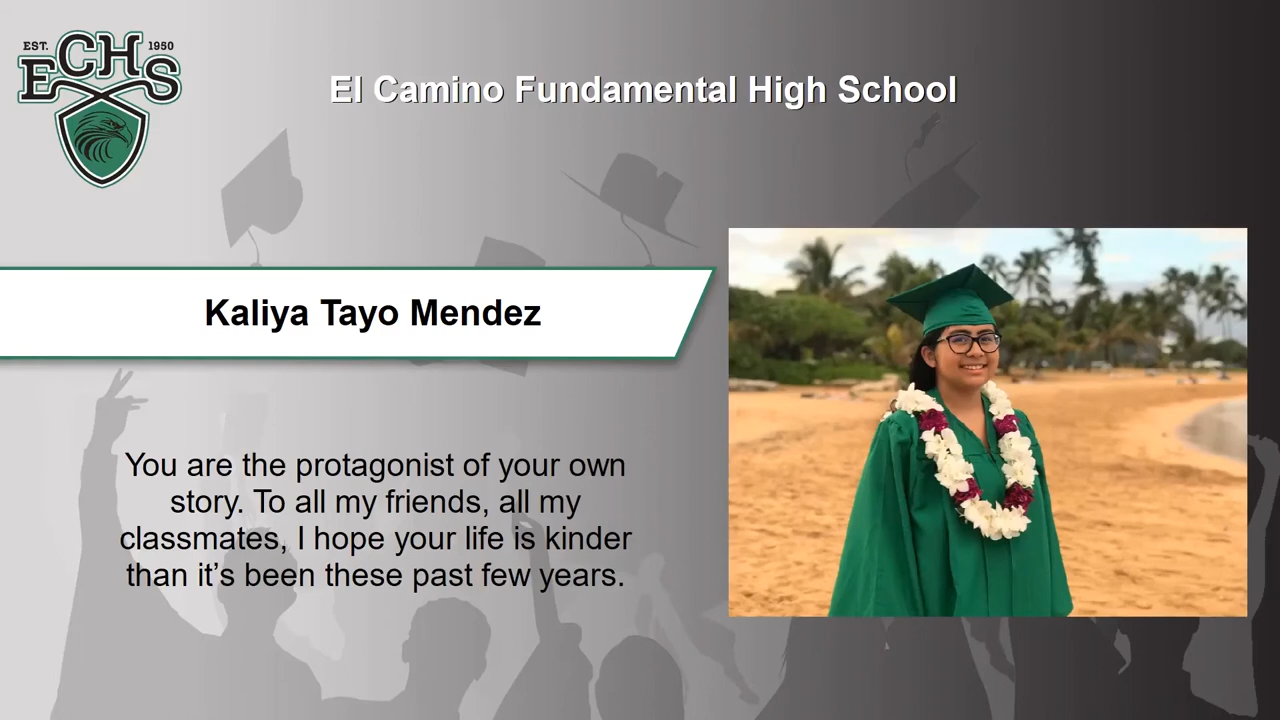 EST. 1950
ECHS
El Camino Fundamental High School
Kaliya Tayo Mendez
You are the protagonist of your own
story. To all my friends, all my
classmates, I hope your life is kinder
than it’s been these past few years.